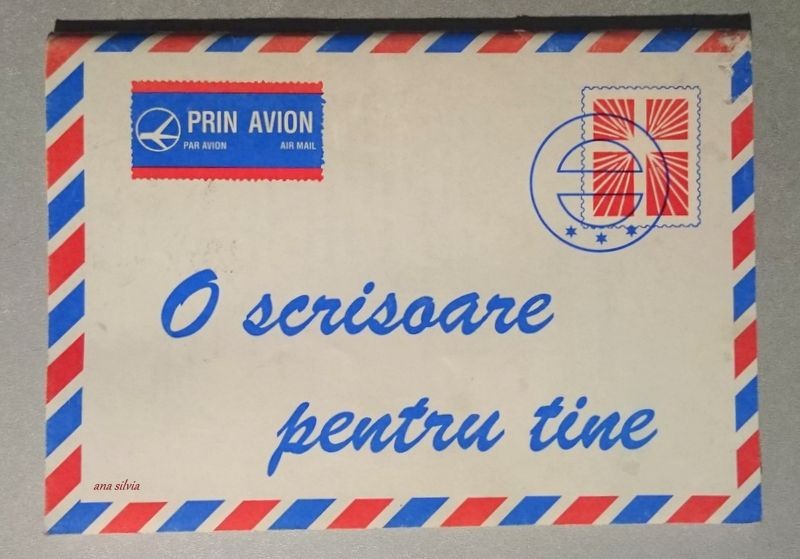 PRIN AVION
PAR AVION AIR MAIL
O scrisoare
pentru tine
ana silvia